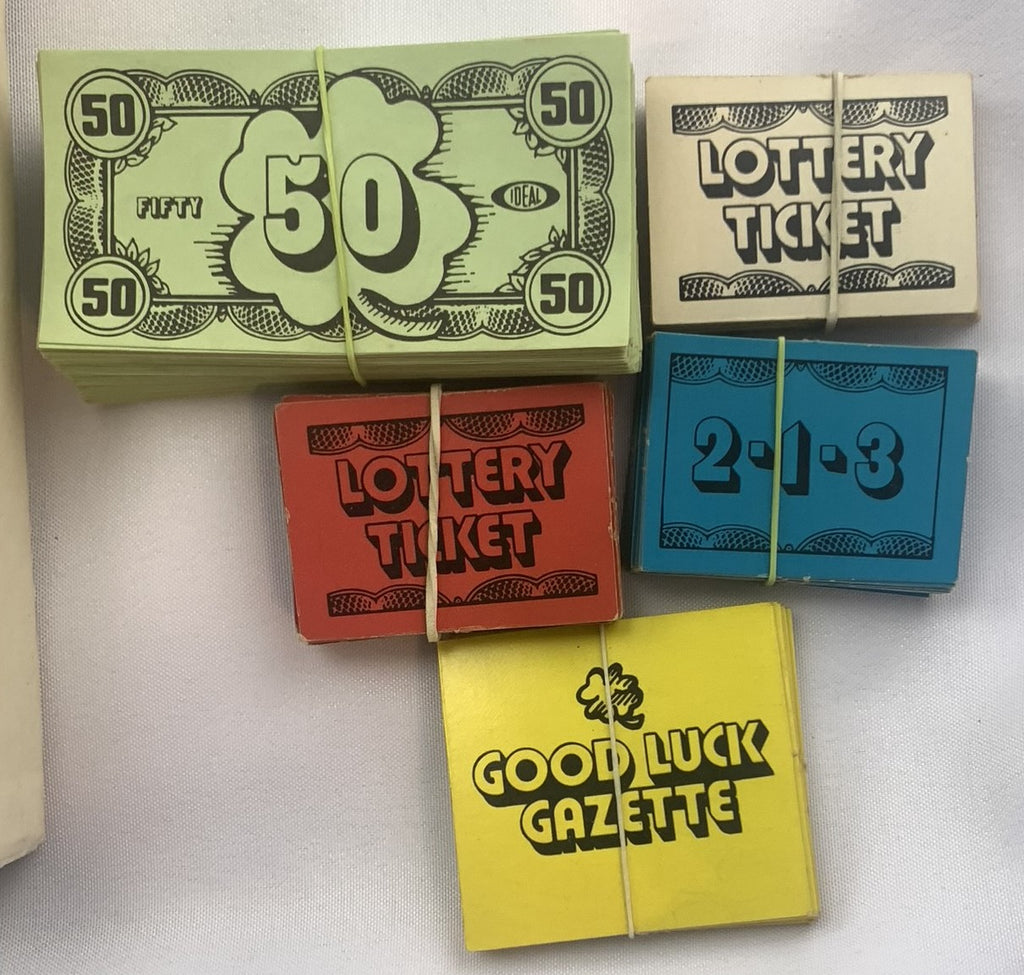 50
50
FIFTY
50
IDEAL
50
50
LOTTERY
TICKET
LOTTERY
TICKET
2-1-3
GOOD LUCK
GAZETTE